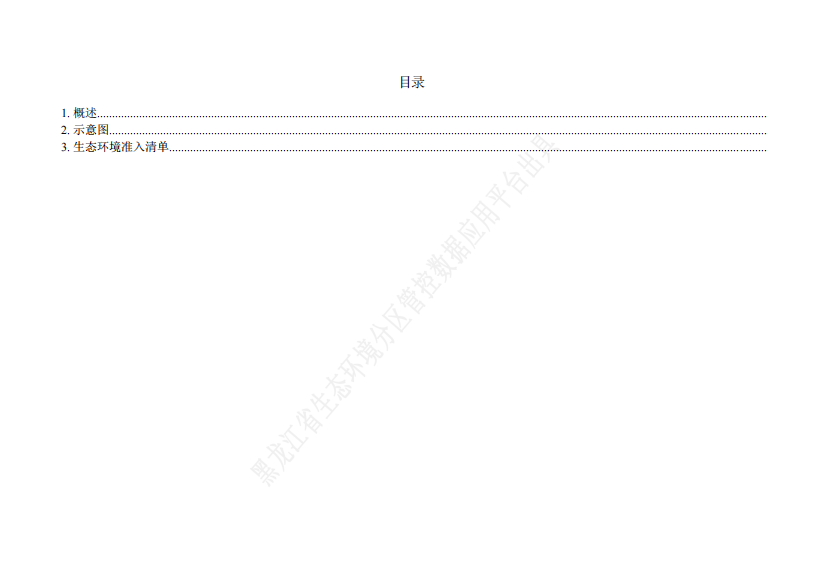 目录
1. 概述........................................................................................................................
2. 示意图........................................................................................................................
3. 生态环境准入清单........................................................................................................................
黑龙江省生态环境分区管控数据应用平台出具